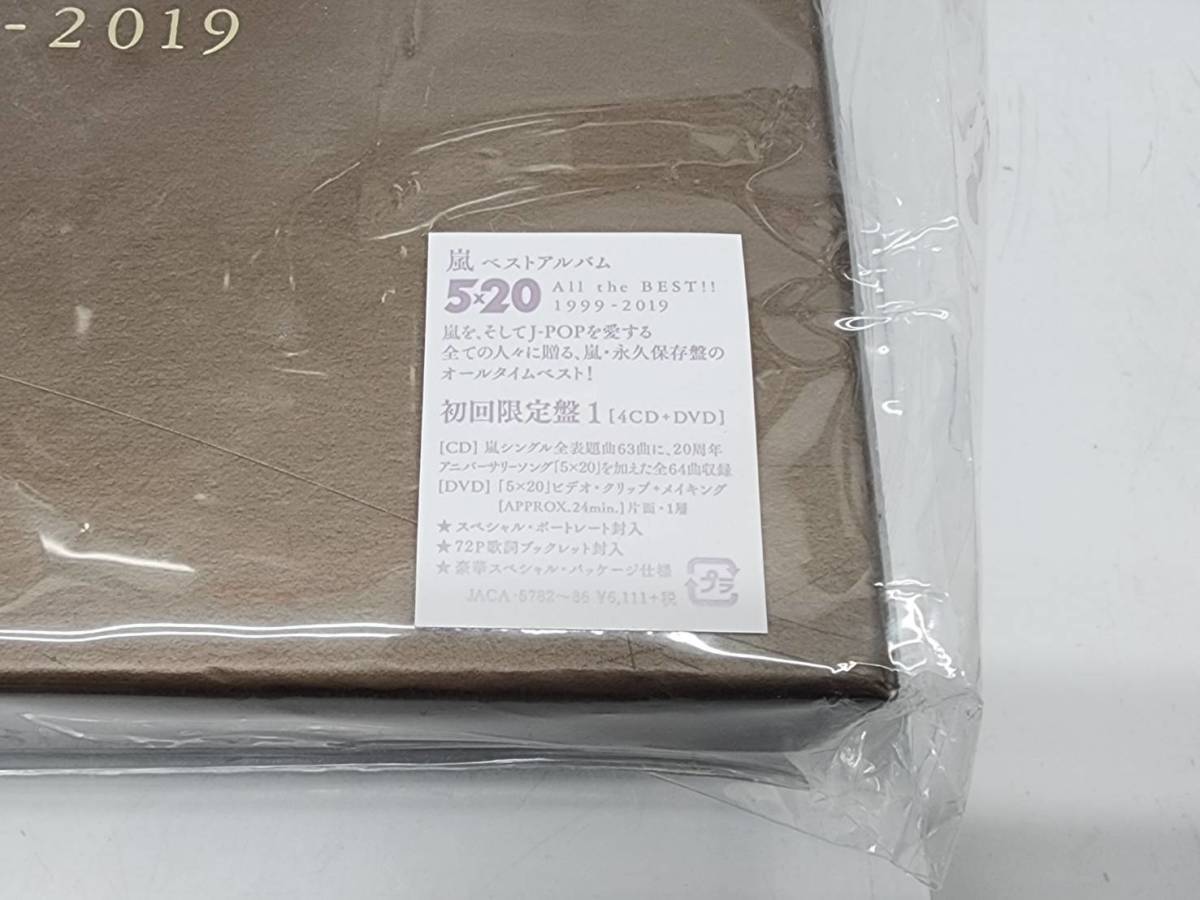 - 2019
嵐 ベストアルバム
5×20 All the BEST!!
1999-2019
嵐を、そしてJ-POPを愛する
全ての人々に贈る、嵐・永久保存盤の
オールタイムベスト!
初回限定盤1 [4CD+DVD]
[CD] 嵐シングル全表題曲63曲に、20周年
アニバーサリーソング「5×20」を加えた全64曲収録
[DVD]「5×20」ビデオ・クリップ+メイキング
[APPROX.24min.]片面・1層
★スペシャル・ポートレート封入
★72P歌詞ブックレット封入
★豪華スペシャル・パッケージ仕様
プラ
JACA-5782~86 ¥6,111+税